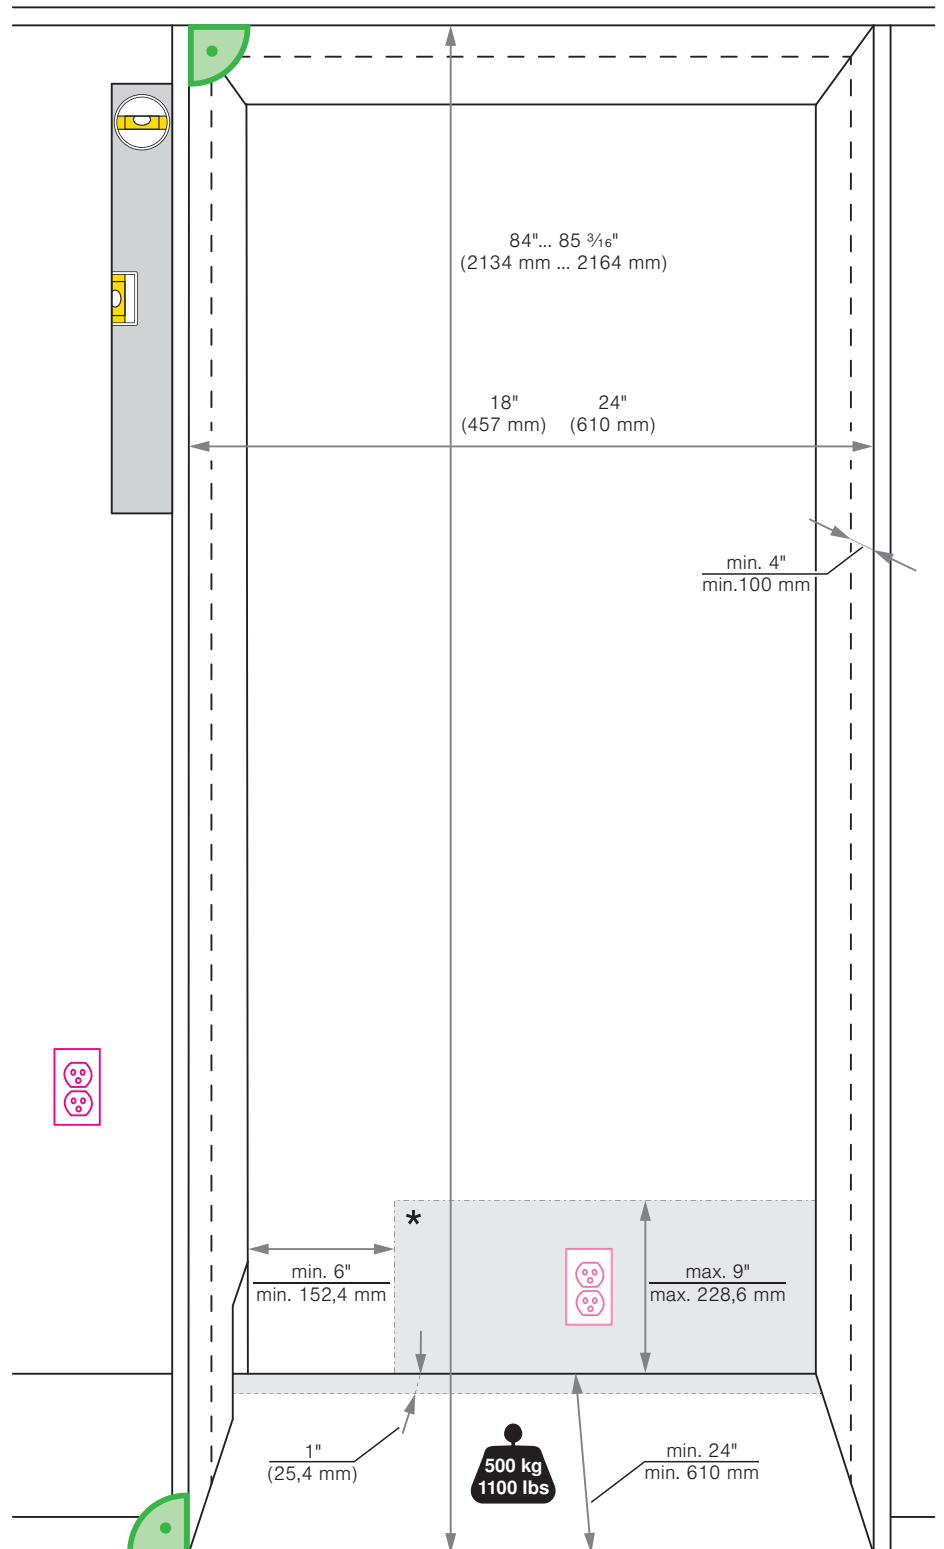 84"... 85 ³⁄₁₆"
(2134 mm ... 2164 mm)
18" 24"
(457 mm) (610 mm)
min. 4"
min.100 mm
*
min. 6"
min. 152,4 mm
max. 9"
max. 228,6 mm
1"
(25,4 mm)
500 kg
1100 lbs
min. 24"
min. 610 mm